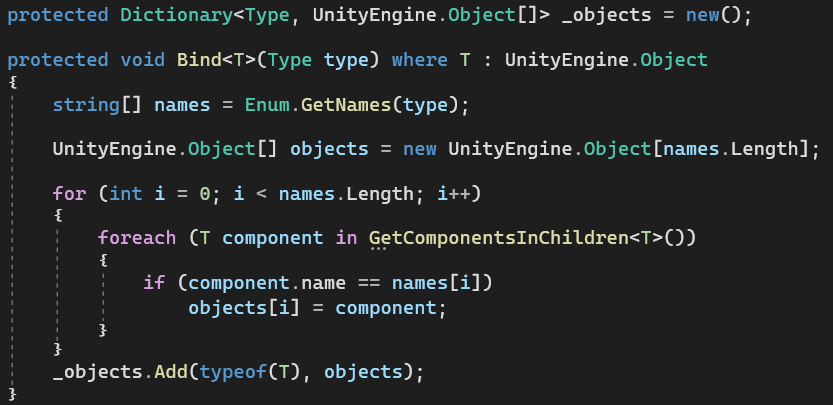 protected Dictionary<Type, UnityEngine.Object[]> _objects = new();
protected void Bind<T>(Type type) where T : UnityEngine.Object
{
string[] names = Enum.GetNames(type);
UnityEngine.Object[] objects = new UnityEngine.Object[names.Length];
for (int i = 0; i < names.Length; i++)
{
foreach (T component in GetComponentsInChildren<T>())
{
if (component.name == names[i])
objects[i] = component;
}
}
_objects.Add(typeof(T), objects);
}